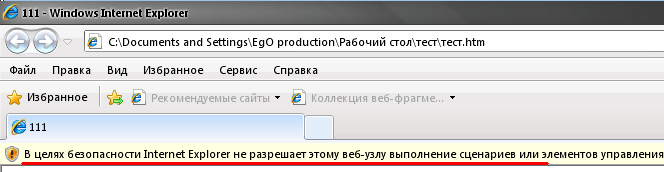 111 - Windows Internet Explorer
C:\Documents and Settings\EgO production\Рабочий стол\тест\тест.htm
Файл Правка Вид Избранное Сервис Справка
Избранное Рекомендуемые сайты Коллекция веб-фрагме...
111
В целях безопасности Internet Explorer не разрешает этому веб-узлу выполнение сценариев или элементов управления